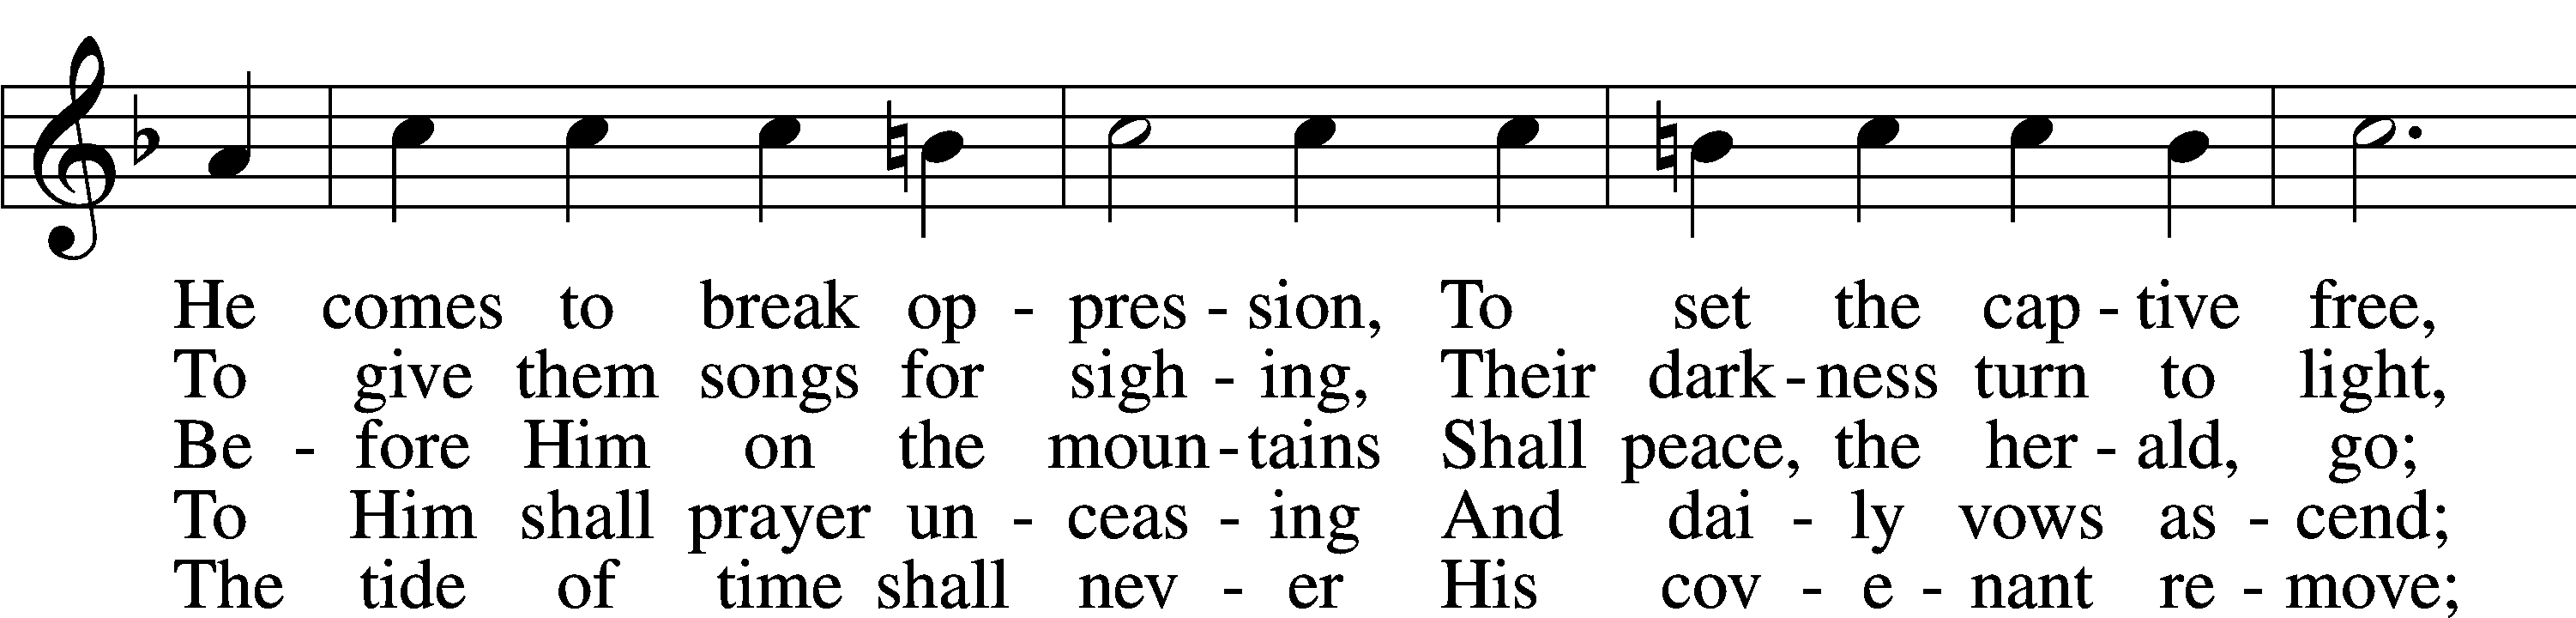 He comes to break op - pres - sion, To set the cap - tive free,
To give them songs for sigh - ing, Their dark - ness turn to light,
Be - fore Him on the moun - tains Shall peace, the her - ald, go;
To Him shall prayer un - ceas - ing And dai - ly vows as - cend;
The tide of time shall nev - er His cov - e - nant re - move;